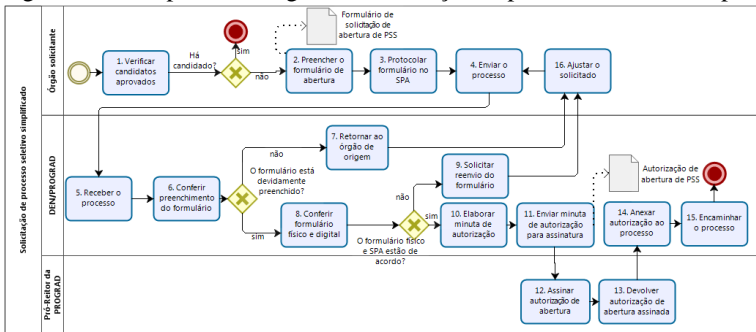 Solicitação de processo seletivo simplificado
Órgão solicitante
1. Verificar
candidatos
aprovados
Há
candidado?
sim
não
Formulário de
solicitação de
abertura de PSS
2. Preencher o
formulário de
abertura
3. Protocolar
formulário no
SPA
4. Enviar o
processo
16. Ajustar o
solicitado
DEN/PROGRAD
5. Receber o
processo
6. Conferir
preenchimento
do formulário
não
O formulário está
devidamente
preenchido?
sim
7. Retornar ao
órgão de
origem
8. Conferir
formulário
físico e digital
não
sim
O formulário físico
e SPA estão de
acordo?
9. Solicitar
reenvio do
formulário
10. Elaborar
minuta de
autorização
11. Enviar minuta
de autorização
para assinatura
Autorização de
abertura de PSS
14. Anexar
autorização ao
processo
15. Encaminhar
o processo
Pró-Reitor da
PROGRAD
12. Assinar
autorização de
abertura
13. Devolver
autorização de
abertura assinada